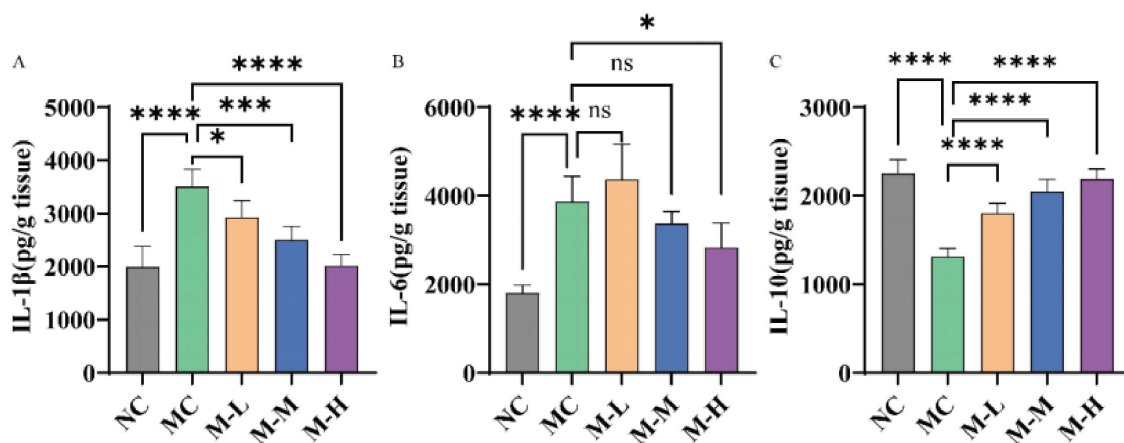 A
IL-1β(pg/g tissue)
5000
4000
3000
2000
1000
0
****
***
*
****
NC
MC
M-L
M-M
M-H
B
IL-6(pg/g tissue)
6000
4000
2000
0
*
ns
ns
****
NC
MC
M-L
M-M
M-H
C
IL-10(pg/g tissuue)
3000
2000
1000
0
****
****
****
****
NC
MC
M-L
M-M
M-H